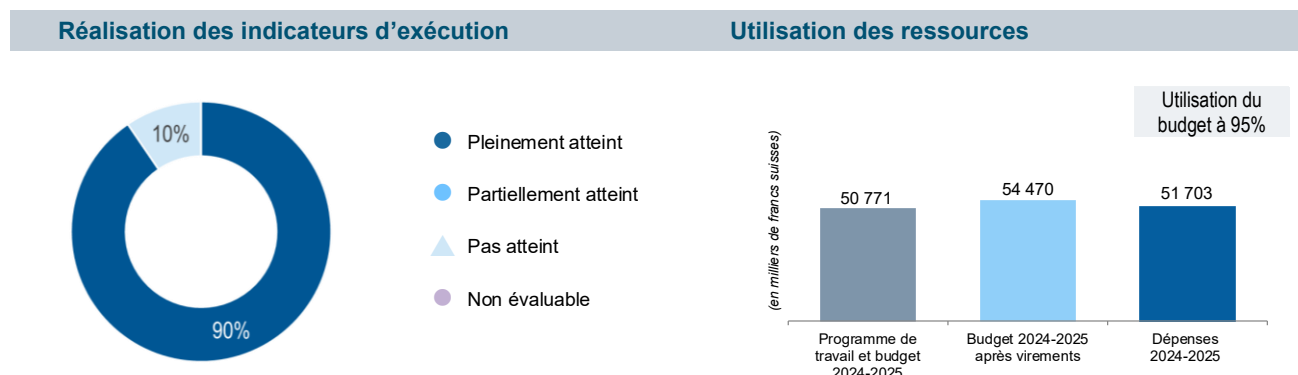 Réalisation des indicateurs d’exécution
Utilisation des ressources
10%
90%
Pleinement atteint
Partiellement atteint
Pas atteint
Non évaluable
Utilisation du
budget à 95%
(en milliers de francs suisses)
50 771
54 470
51 703
Programme de
travail et budget
2024-2025
Budget 2024-2025
après virements
Dépenses
2024-2025